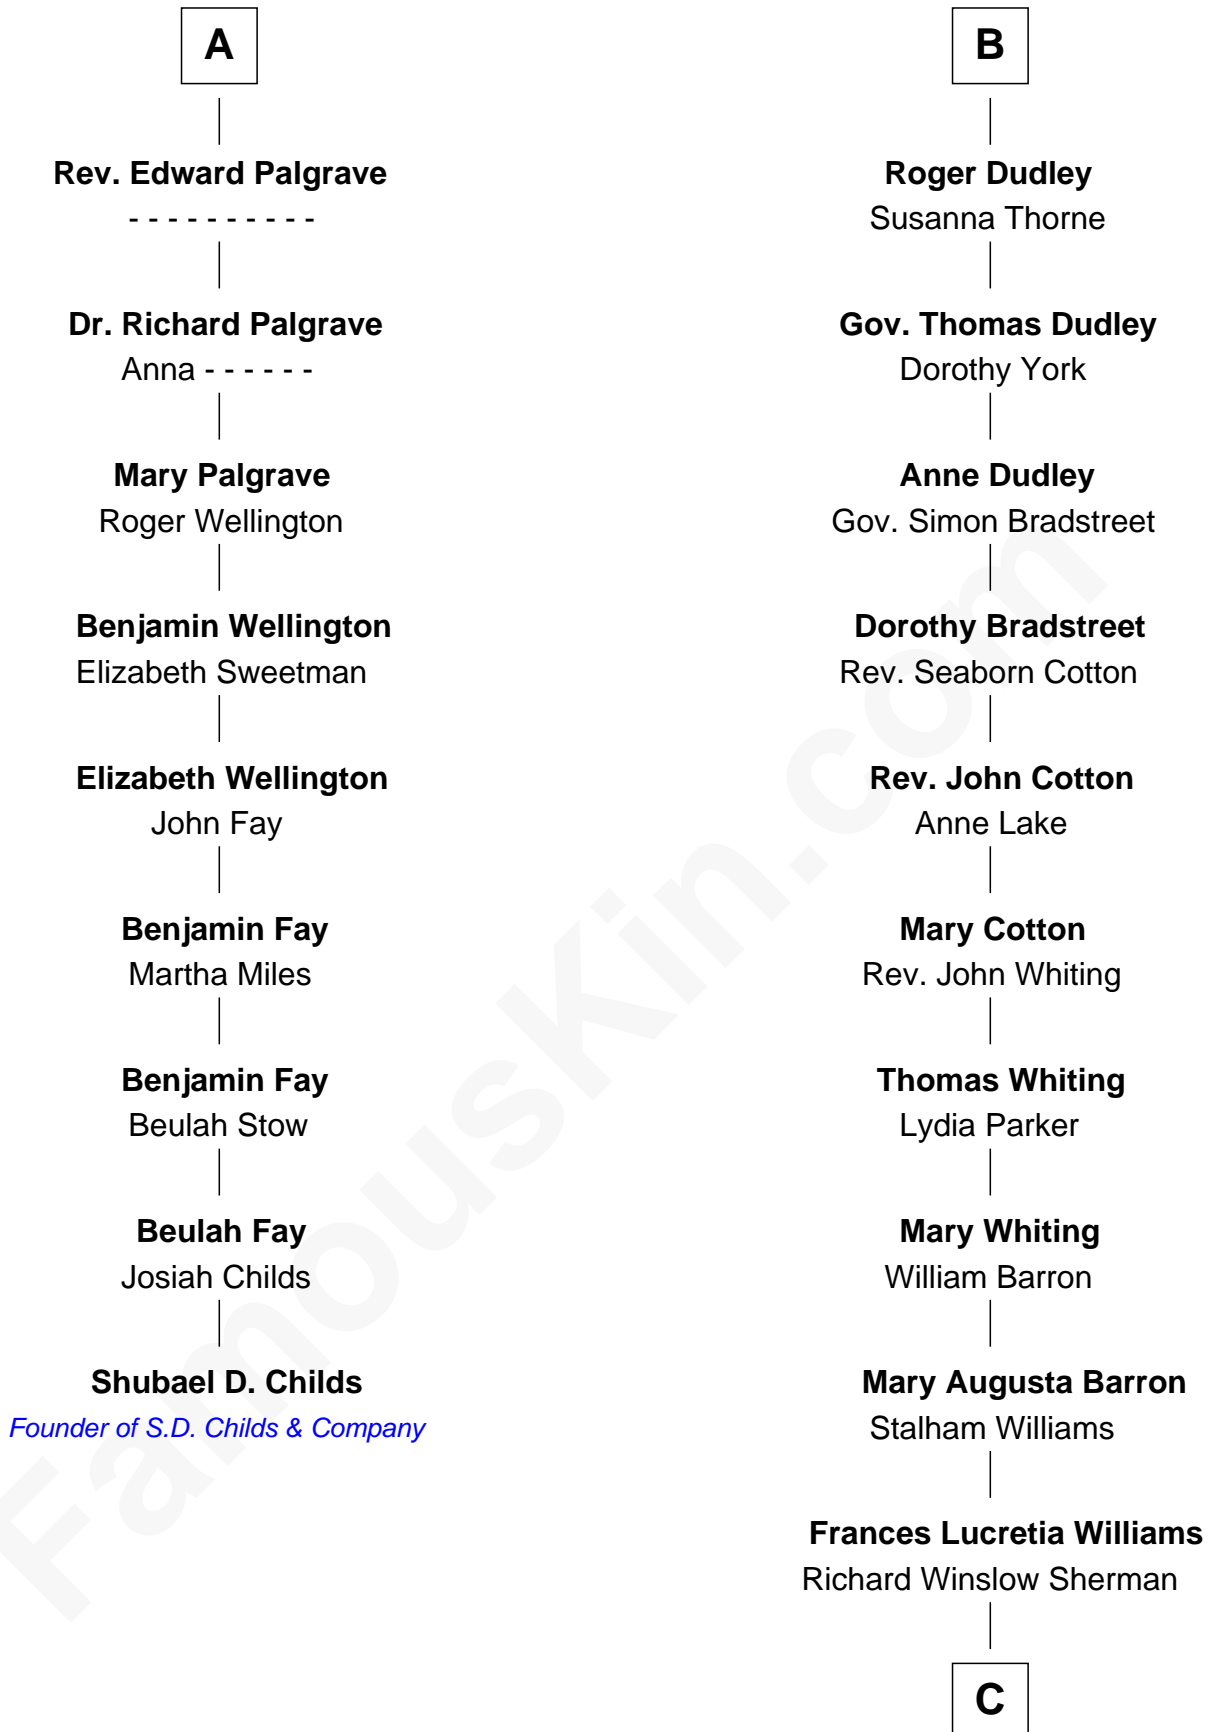 A
Rev. Edward Palgrave
- - - - - - - - - -
Dr. Richard Palgrave
Anna - - - - - -
Mary Palgrave
Roger Wellington
Benjamin Wellington
Elizabeth Sweetman
Elizabeth Wellington
John Fay
Benjamin Fay
Martha Miles
Benjamin Fay
Beulah Stow
Beulah Fay
Josiah Childs
Shubael D. Childs
Founder of S.D. Childs & Company
B
Roger Dudley
Susanna Thorne
Gov. Thomas Dudley
Dorothy York
Anne Dudley
Gov. Simon Bradstreet
Dorothy Bradstreet
Rev. Seaborn Cotton
Rev. John Cotton
Anne Lake
Mary Cotton
Rev. John Whiting
Thomas Whiting
Lydia Parker
Mary Whiting
William Barron
Mary Augusta Barron
Stalham Williams
Frances Lucretia Williams
Richard Winslow Sherman
C
FamousKin.com